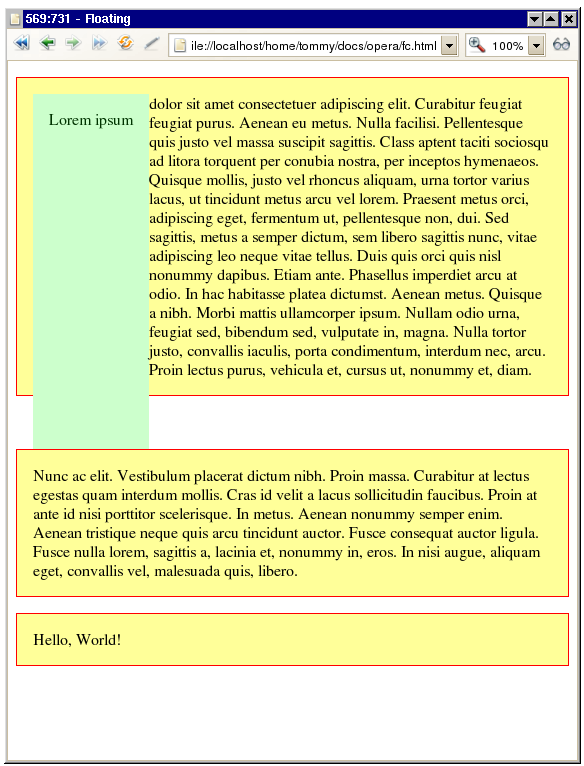 569:731 - Floating
ile://localhost/home/tommy/docs/opera/fc.html
100%
Lorem ipsum
dolor sit amet consectetuer adipiscing elit. Curabitur feugiat
feugiat purus. Aenean eu metus. Nulla facilisi. Pellentesque
quis justo vel massa suscipit sagittis. Class aptent taciti sociosqu
ad litora torquent per conubia nostra, per inceptos hymenaeos.
Quisque mollis, justo vel rhoncus aliquam, urna tortor varius
lacus, ut tincidunt metus arcu vel lorem. Praesent metus orci,
adipiscing eget, fermentum ut, pellentesque non, dui. Sed
sagittis, metus a semper dictum, sem libero sagittis nunc, vitae
adipiscing leo neque vitae tellus. Duis quis orci quis nisl
nonummy dapibus. Etiam ante. Phasellus imperdiet arcu at
odio. In hac habitasse platea dictumst. Aenean metus. Quisque
a nibh. Morbi mattis ullamcorper ipsum. Nullam odio urna,
feugiat sed, bibendum sed, vulputate in, magna. Nulla tortor
justo, convallis iaculis, porta condimentum, interdum nec, arcu.
Proin lectus purus, vehicula et, cursus ut, nonummy et, diam.
Nunc ac elit. Vestibulum placerat dictum nibh. Proin massa. Curabitur at lectus
egestas quam interdum mollis. Cras id velit a lacus sollicitudin faucibus. Proin at
ante id nisi porttitor scelerisque. In metus. Aenean nonummy semper enim.
Aenean tristique neque quis arcu tincidunt auctor. Fusce consequat auctor ligula.
Fusce nulla lorem, sagittis a, lacinia et, nonummy in, eros. In nisi augue, aliquam
eget, convallis vel, malesuada quis, libero.
Hello, World!